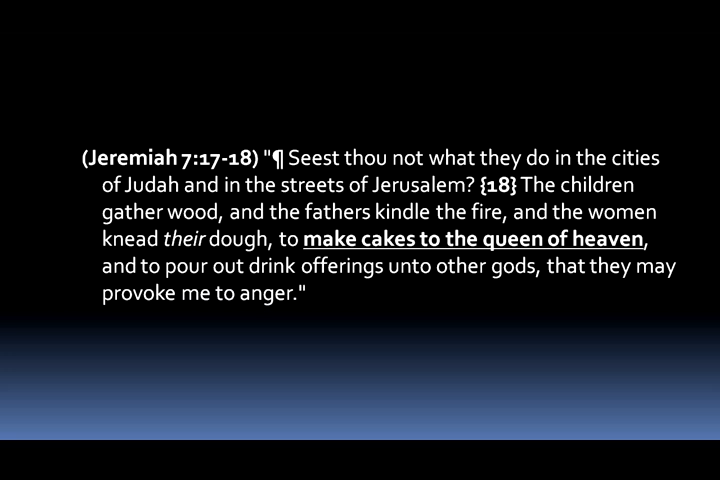 (Jeremiah 7:17-18) "¶ Seest thou not what they do in the cities
of Judah and in the streets of Jerusalem? {18} The children
gather wood, and the fathers kindle the fire, and the women
knead their dough, to make cakes to the queen of heaven,
and to pour out drink offerings unto other gods, that they may
provoke me to anger."